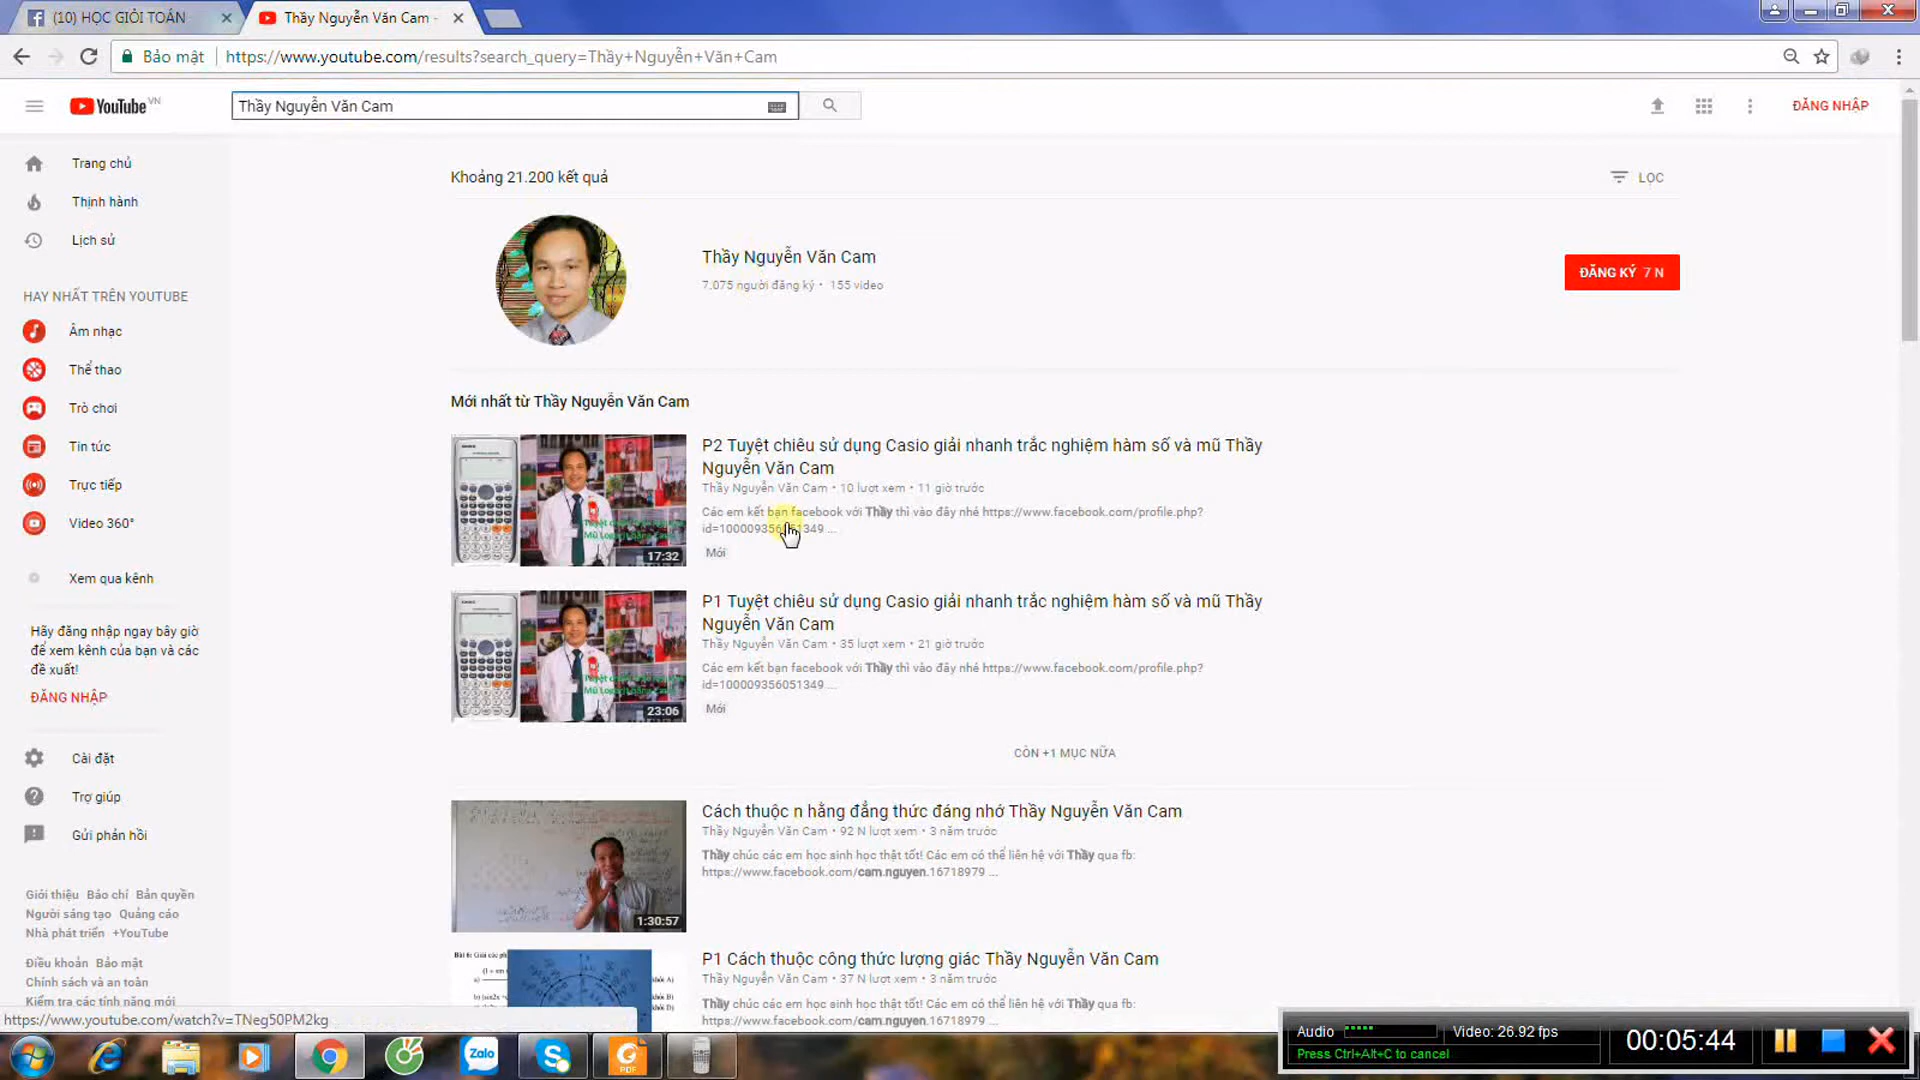 (10) HỌC GIỎI TOÁN
Thầy Nguyễn Văn Cam -
Bảo mật
https://www.youtube.com/results?search_query=Thầy+Nguyễn+Văn+Cam
YouTube VN
Thầy Nguyễn Văn Cam
ĐĂNG NHẬP
Trang chủ
Thịnh hành
Lịch sử
HAY NHẤT TRÊN YOUTUBE
Âm nhạc
Thể thao
Trò chơi
Tin tức
Trực tiếp
Video 360°
Xem qua kênh
Hãy đăng nhập ngay bây giờ
để xem kênh của bạn và các
đề xuất!
ĐĂNG NHẬP
Cài đặt
Trợ giúp
Gửi phản hồi
Giới thiệu Báo chí Bản quyền
Người sáng tạo Quảng cáo
Nhà phát triển +YouTube
Điều khoản Bảo mật
Chính sách và an toàn
Kiểm tra các tính năng mới
Khoảng 21.200 kết quả
LỌC
Thầy Nguyễn Văn Cam
7.075 người đăng ký • 155 video
ĐĂNG KÝ 7 N
Mới nhất từ Thầy Nguyễn Văn Cam
P2 Tuyệt chiêu sử dụng Casio giải nhanh trắc nghiệm hàm số và mũ Thầy
Nguyễn Văn Cam
Thầy Nguyễn Văn Cam • 10 lượt xem • 11 giờ trước
Các em kết bạn facebook với Thầy thì vào đây nhé https://www.facebook.com/profile.php?
id=100009356051349 ...
Mới
17:32
P1 Tuyệt chiêu sử dụng Casio giải nhanh trắc nghiệm hàm số và mũ Thầy
Nguyễn Văn Cam
Thầy Nguyễn Văn Cam • 35 lượt xem • 21 giờ trước
Các em kết bạn facebook với Thầy thì vào đây nhé https://www.facebook.com/profile.php?
id=100009356051349 ...
Mới
23:06
CÒN +1 MỤC NỮA
Cách thuộc n hằng đẳng thức đáng nhớ Thầy Nguyễn Văn Cam
Thầy Nguyễn Văn Cam • 92 N lượt xem • 3 năm trước
Thầy chúc các em học sinh học thật tốt! Các em có thể liên hệ với Thầy qua fb:
https://www.facebook.com/cam.nguyen.16718979 ...
1:30:57
P1 Cách thuộc công thức lượng giác Thầy Nguyễn Văn Cam
Thầy Nguyễn Văn Cam • 37 N lượt xem • 3 năm trước
Thầy chúc các em học sinh học thật tốt! Các em có thể liên hệ với Thầy qua fb:
https://www.facebook.com/cam.nguyen.16718979 ...
https://www.youtube.com/watch?v=TNeg50PM2kg
Zalo
PDF
Audio
Video: 26.92 fps
Press Ctrl+Alt+C to cancel
00:05:44